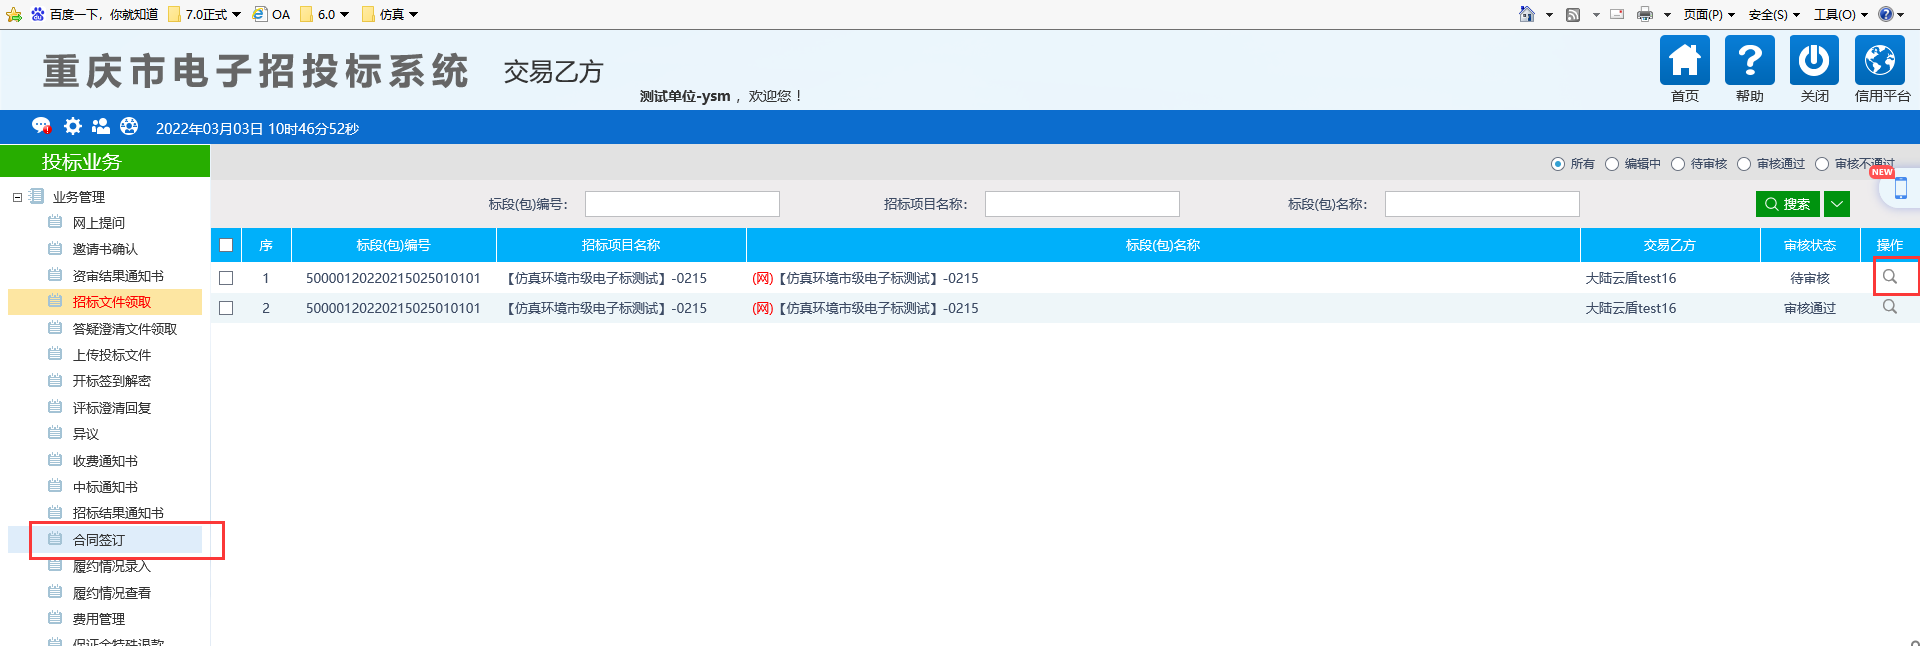 百度一下，你就知道 7.0正式 OA 6.0 仿真 页面(P) 安全(S) 工具(O)
重庆市电子招投标系统 交易乙方
测试单位-ysm ，欢迎您！
首页 帮助 关闭 信用平台
2022年03月03日 10时46分52秒
投标业务
所有 编辑中 待审核 审核通过 审核不通过
NEW
业务管理
网上提问
邀请书确认
资审结果通知书
招标文件领取
答疑澄清文件领取
上传投标文件
开标签到解密
评标澄清回复
异议
收费通知书
中标通知书
招标结果通知书
合同签订
履约情况录入
履约情况查看
费用管理
保证金特殊退款
标段(包)编号： 招标项目名称： 标段(包)名称： 搜索
序 标段(包)编号 招标项目名称 标段(包)名称 交易乙方 审核状态 操作
1 50000120220215025010101 【仿真环境市级电子标测试】-0215 (网)【仿真环境市级电子标测试】-0215 大陆云盾test16 待审核
2 50000120220215025010101 【仿真环境市级电子标测试】-0215 (网)【仿真环境市级电子标测试】-0215 大陆云盾test16 审核通过